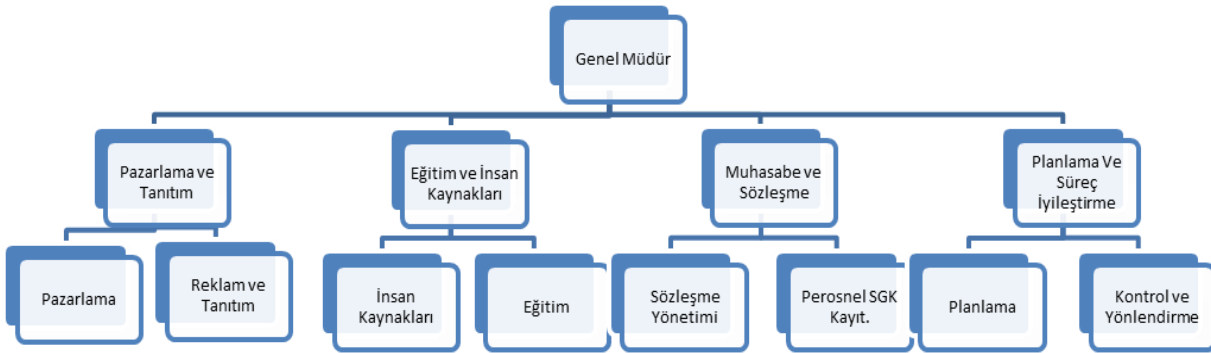 Genel Müdür
Pazarlama ve
Tanıtım
Eğitim ve İnsan
Kaynakları
Muhasabe ve
Sözleşme
Planlama Ve
Süreç
İyileştirme
Pazarlama
Reklam ve
Tanıtım
İnsan
Kaynakları
Eğitim
Sözleşme
Yönetimi
Perosnel SGK
Kayıt.
Planlama
Kontrol ve
Yönlendirme